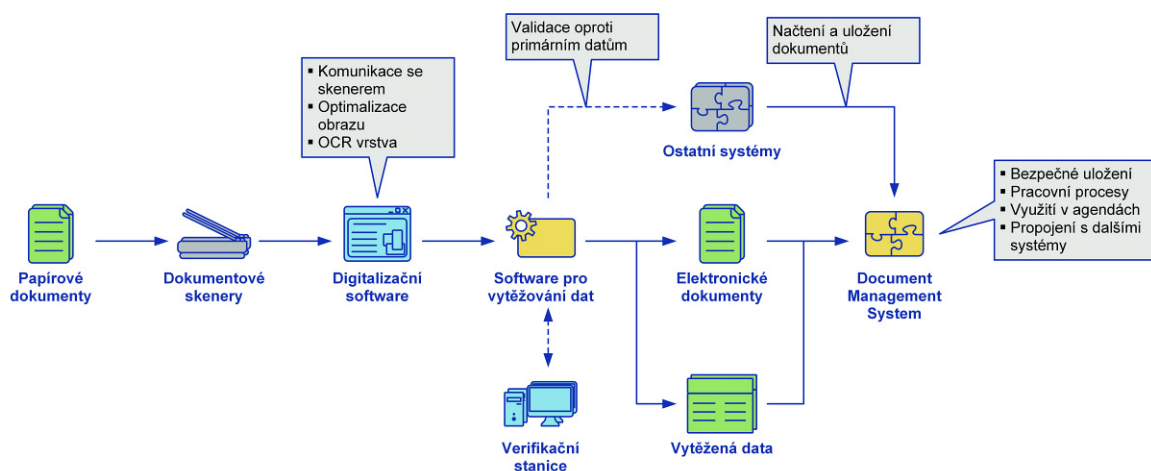 Validace oproti
primárním datům
Načtení a uložení
dokumentů
▪ Komunikace se
skenerem
▪ Optimalizace
obrazu
▪ OCR vrstva
Ostatní systémy
▪ Bezpečné uložení
▪ Pracovní procesy
▪ Využití v agendách
▪ Propojení s dalšími
systémy
Papírové
dokumenty
Dokumentové
skenery
Digitalizační
software
Software pro
vytěžování dat
Elektronické
dokumenty
Document
Management
System
Verifikační
stanice
Vytěžená data